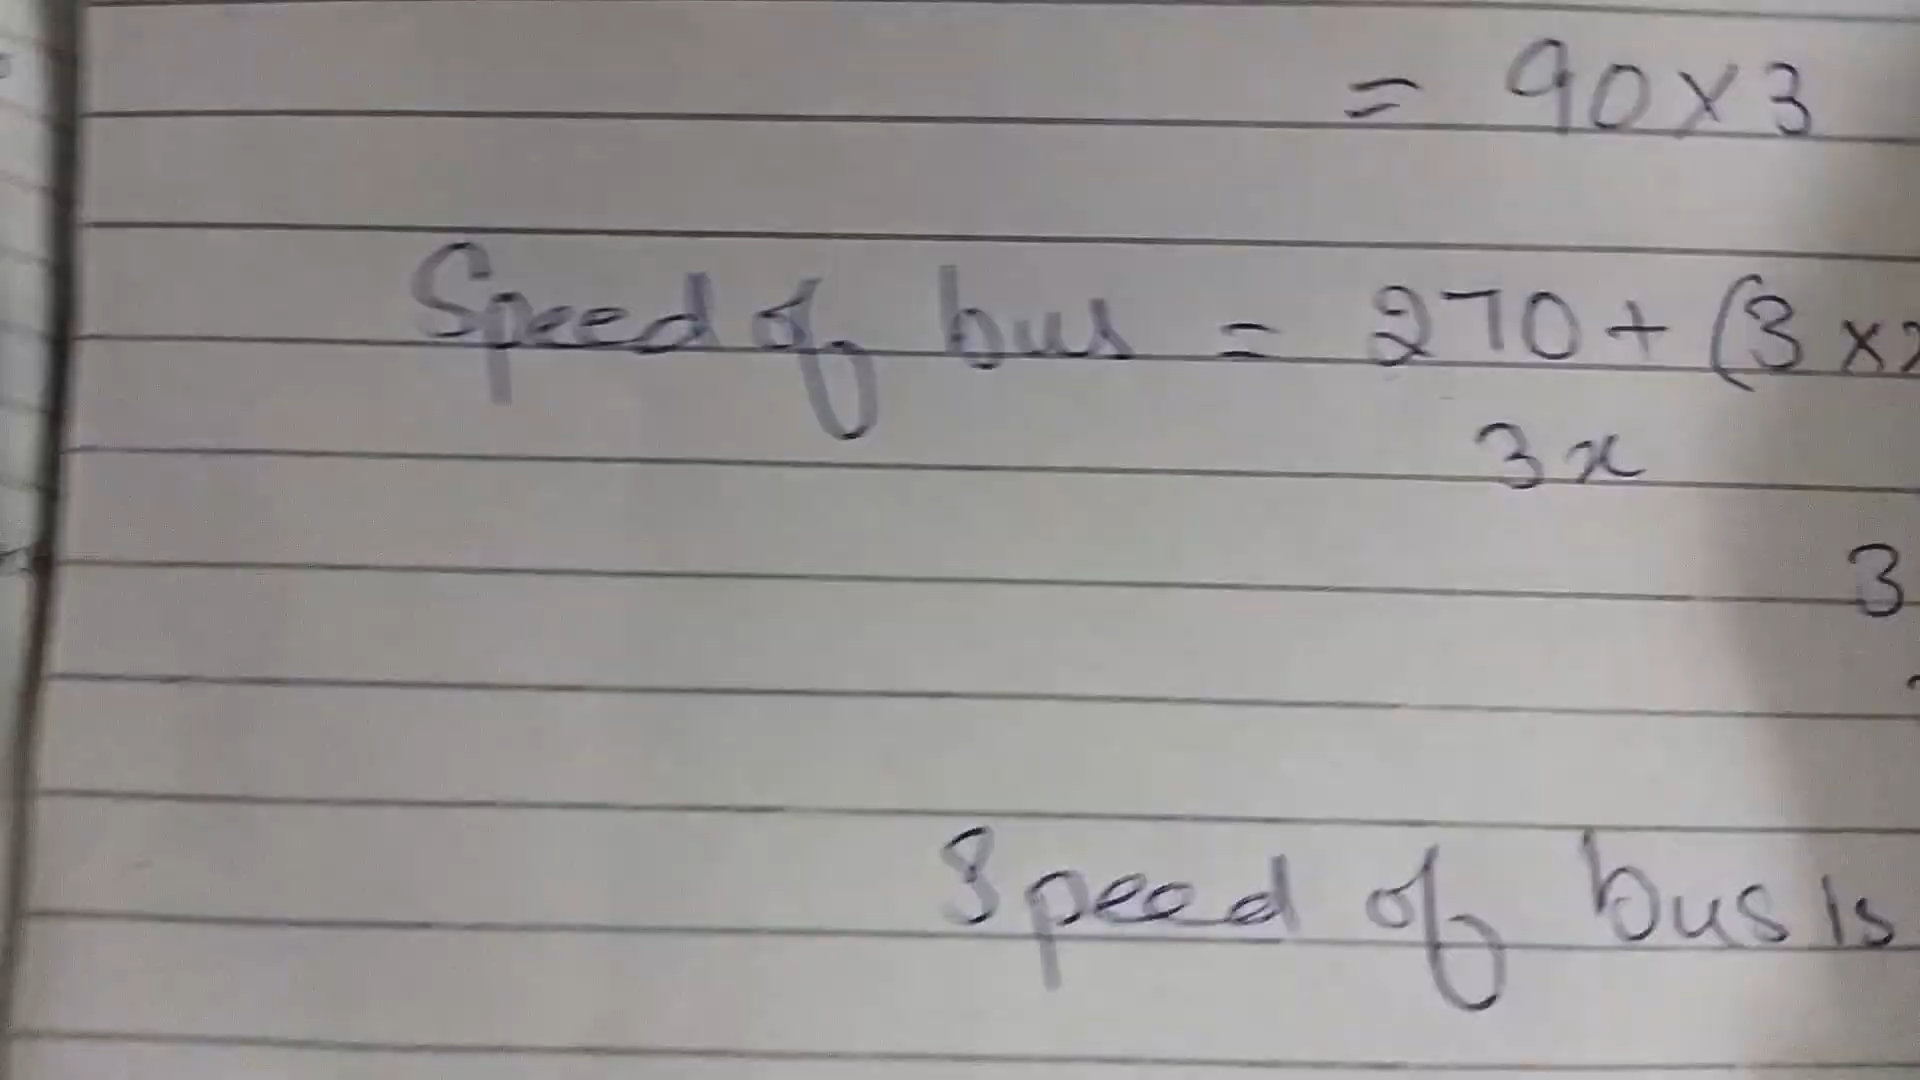 = 90 x 3
Speed of bus = 270 + (3 x
3x
3
Speed of bus is